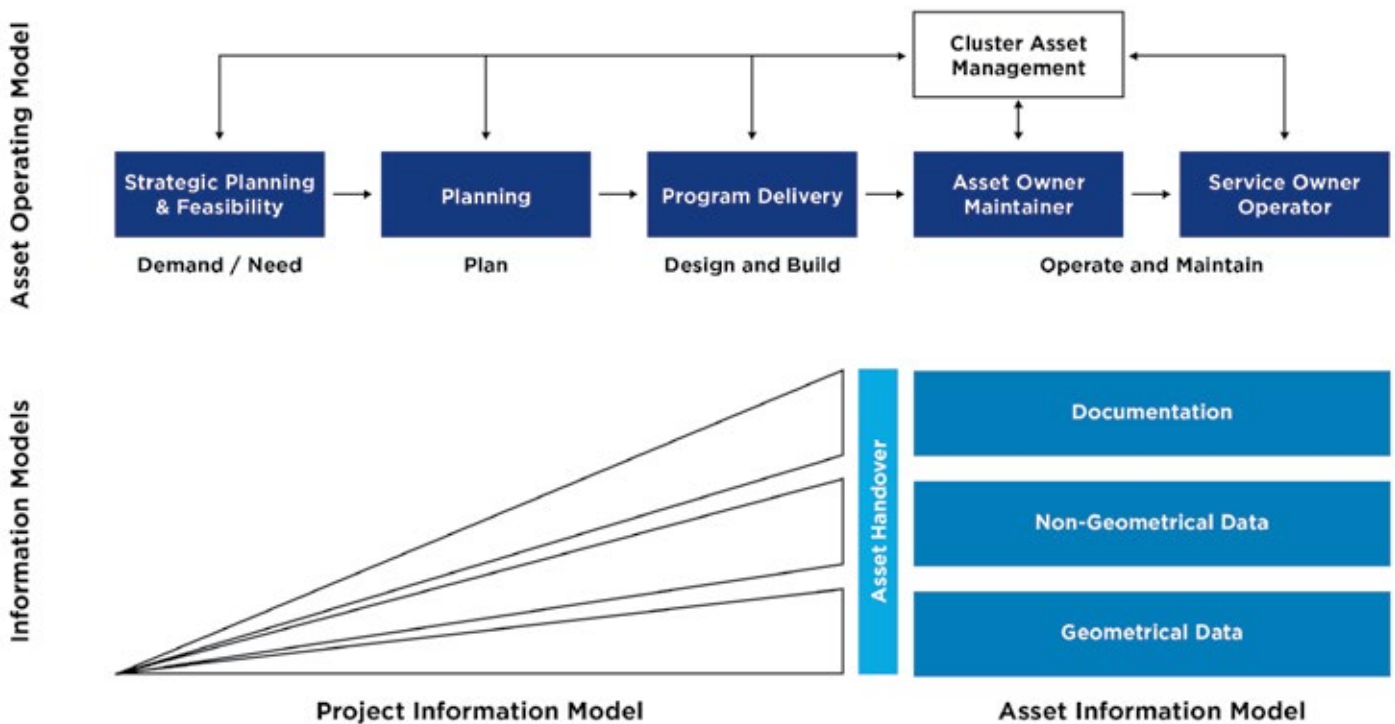 Asset Operating Model
Cluster Asset
Management
Strategic Planning
& Feasibility
Planning
Program Delivery
Asset Owner
Maintainer
Service Owner
Operator
Demand / Need
Plan
Design and Build
Operate and Maintain
Information Models
Asset Handover
Documentation
Non-Geometrical Data
Geometrical Data
Project Information Model
Asset Information Model